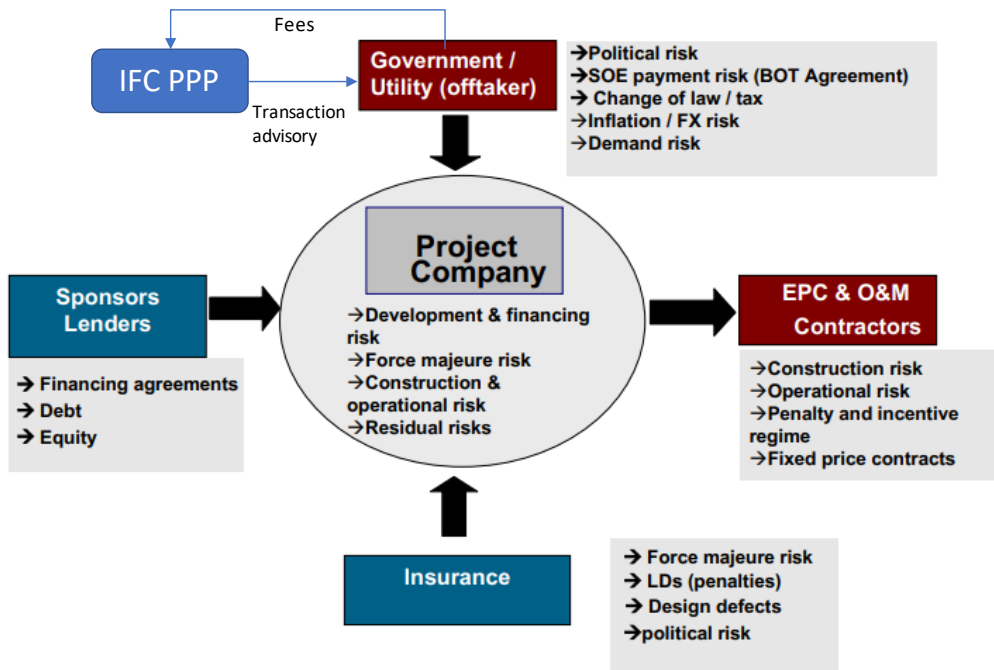 Fees
IFC PPP
Transaction
advisory
Government /
Utility (offtaker)
→Political risk
→SOE payment risk (BOT Agreement)
→ Change of law / tax
→Inflation / FX risk
→Demand risk
Project
Company
→Development & financing
risk
→Force majeure risk
→Construction &
operational risk
→Residual risks
Sponsors
Lenders
→ Financing agreements
→ Debt
→ Equity
EPC & O&M
Contractors
→Construction risk
→Operational risk
→Penalty and incentive
regime
→Fixed price contracts
Insurance
→ Force majeure risk
→ LDs (penalties)
→ Design defects
→political risk